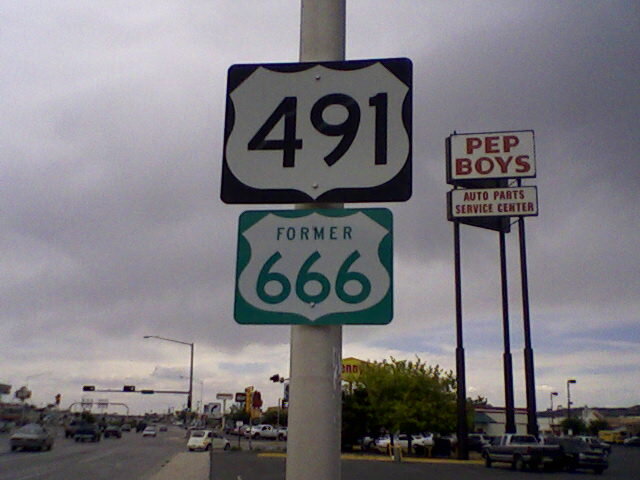 491
FORMER
666
PEP
BOYS
AUTO PARTS
SERVICE CENTER